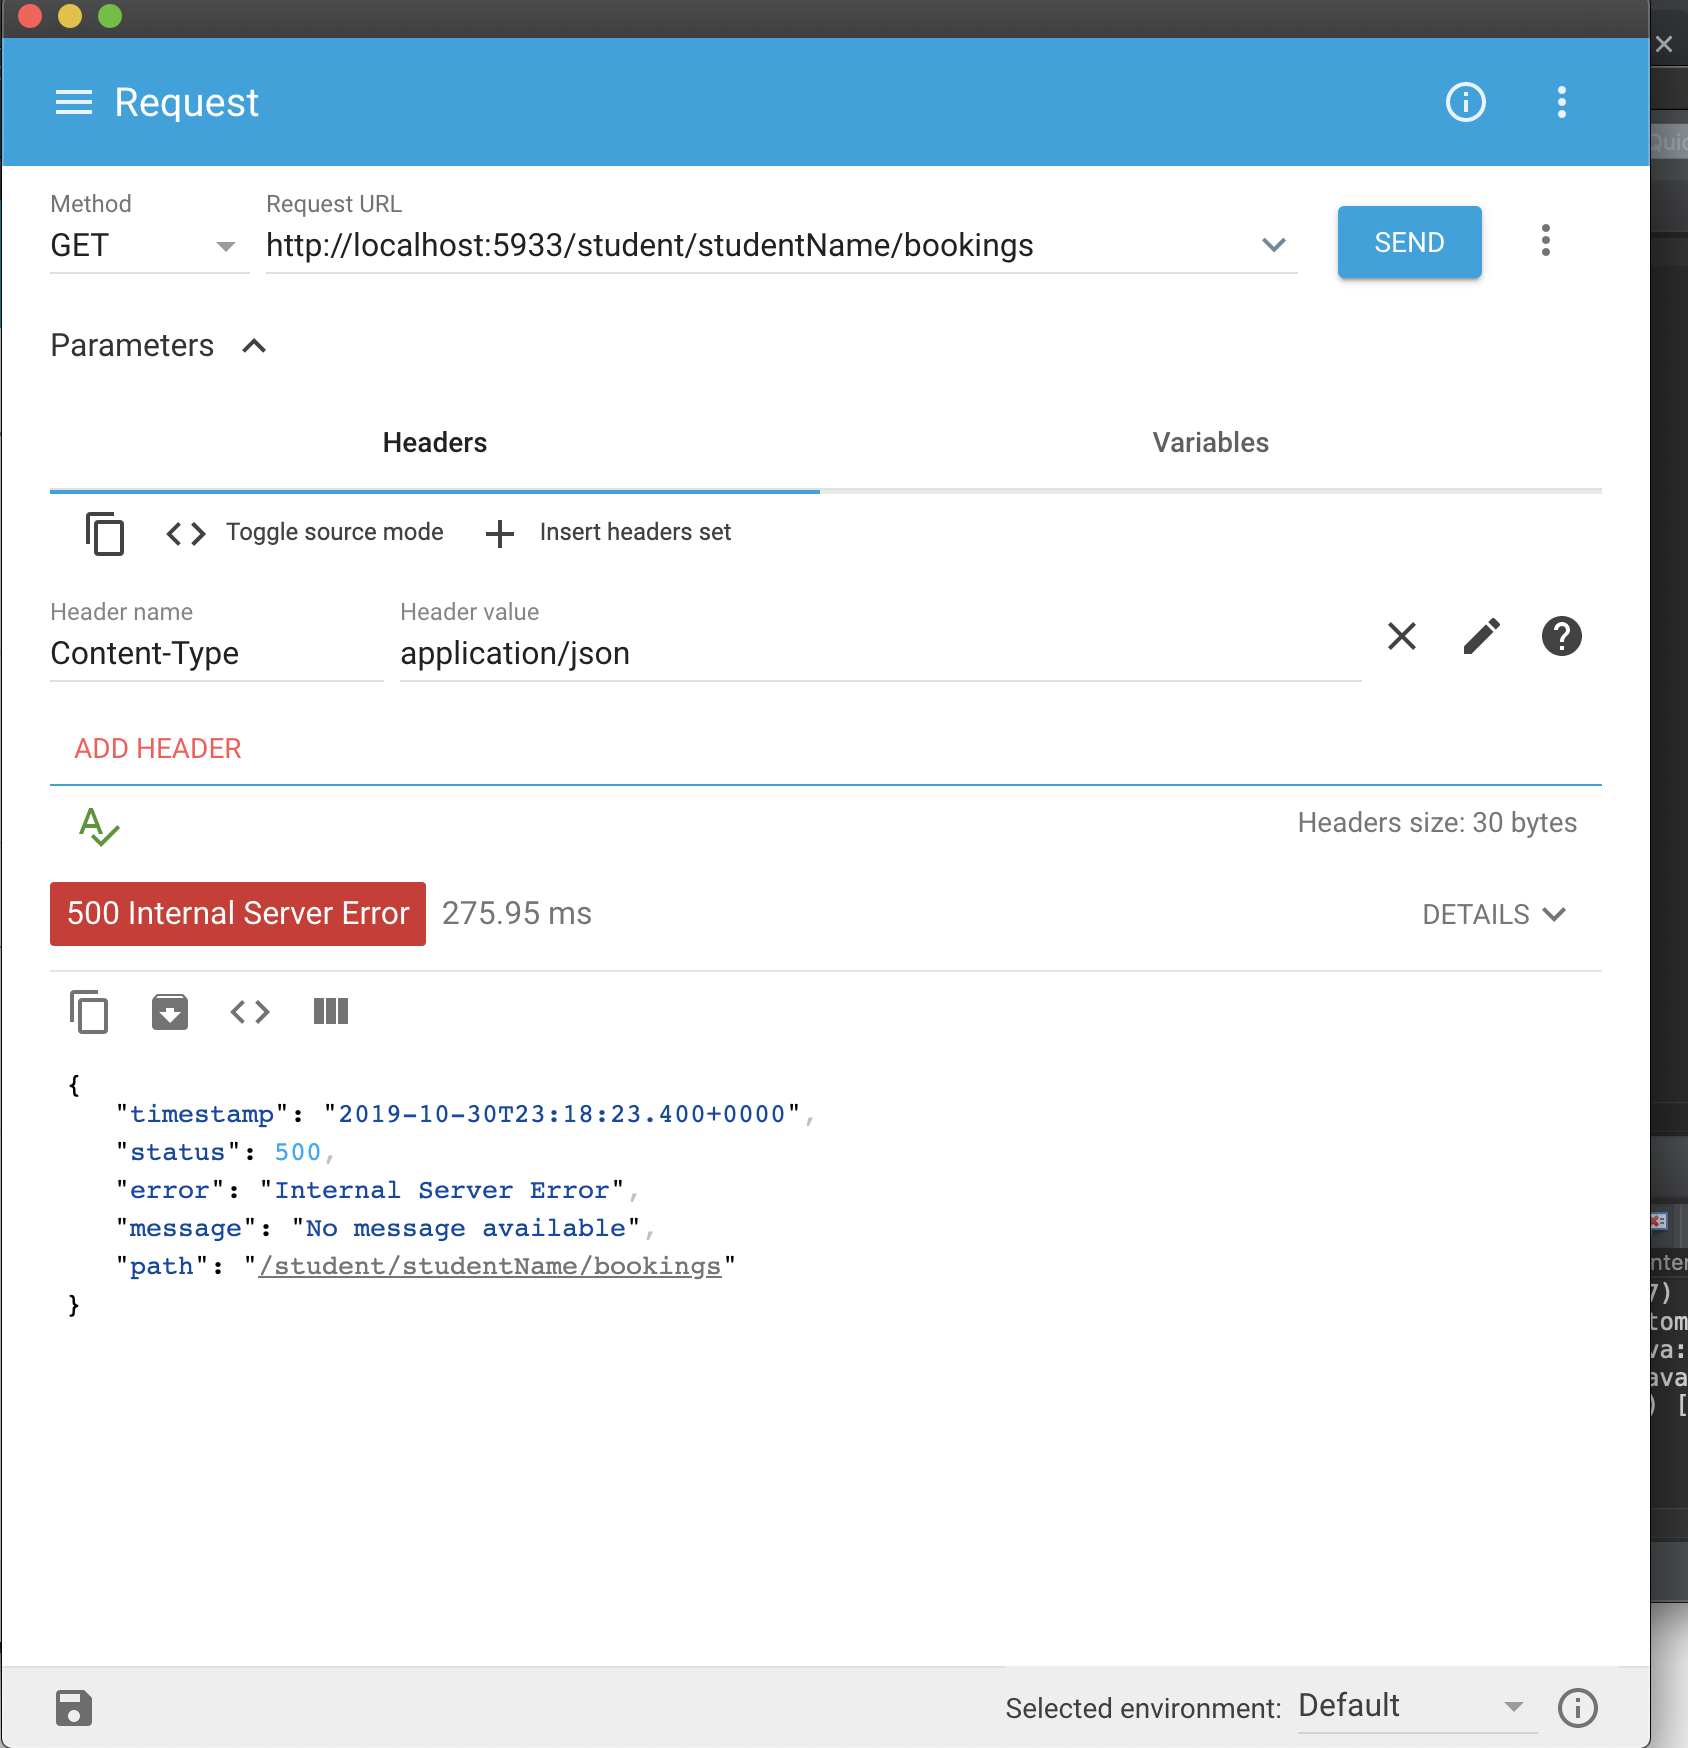 Request
Method
Request URL
GET
http://localhost:5933/student/studentName/bookings
SEND
Parameters
Headers
Variables
Toggle source mode
Insert headers set
Header name
Header value
Content-Type
application/json
ADD HEADER
Headers size: 30 bytes
500 Internal Server Error
275.95 ms
DETAILS
{
"timestamp": "2019-10-30T23:18:23.400+0000",
"status": 500,
"error": "Internal Server Error",
"message": "No message available",
"path": "/student/studentName/bookings"
}
Selected environment:
Default